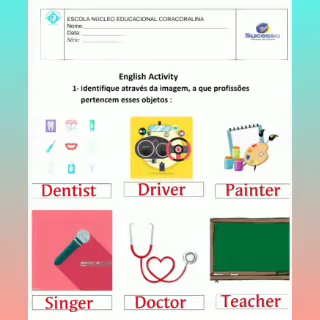 ESCOLA NÚCLEO EDUCACIONAL CORACORALINA
Nome:
Data:
Série:
Sucesso
English Activity
1- Identifique através da imagem, a que profissões
pertencem esses objetos :
Dentist
Driver
Painter
Singer
Doctor
Teacher